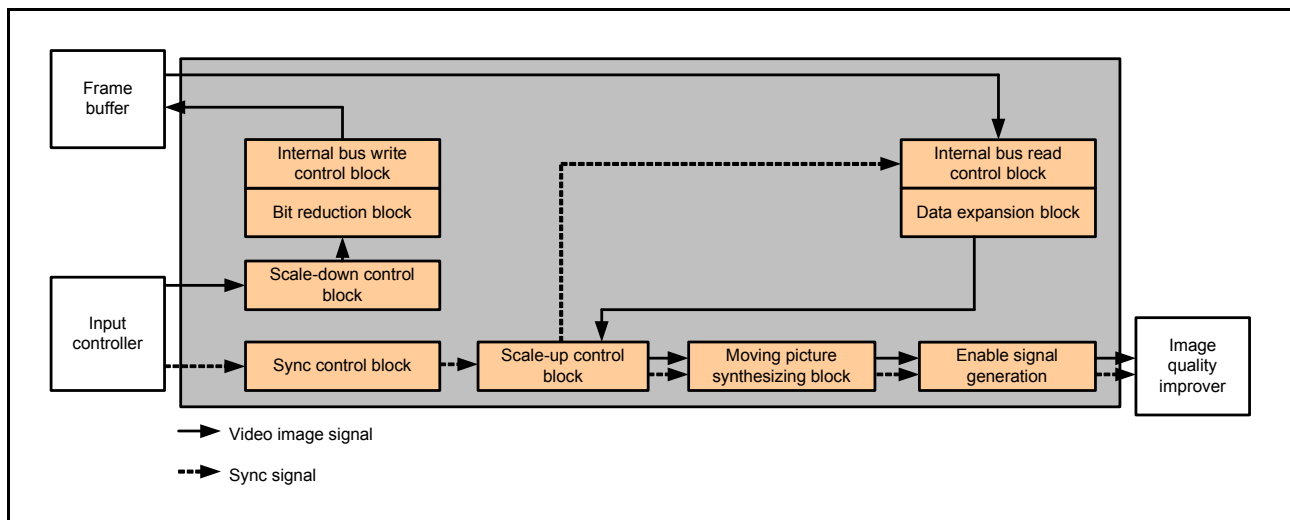 Frame
buffer
Internal bus write
control block
Bit reduction block
Internal bus read
control block
Data expansion block
Scale-down control
block
Input
controller
Sync control block
Scale-up control
block
Moving picture
synthesizing block
Enable signal
generation
Image
quality
improver
Video image signal
Sync signal